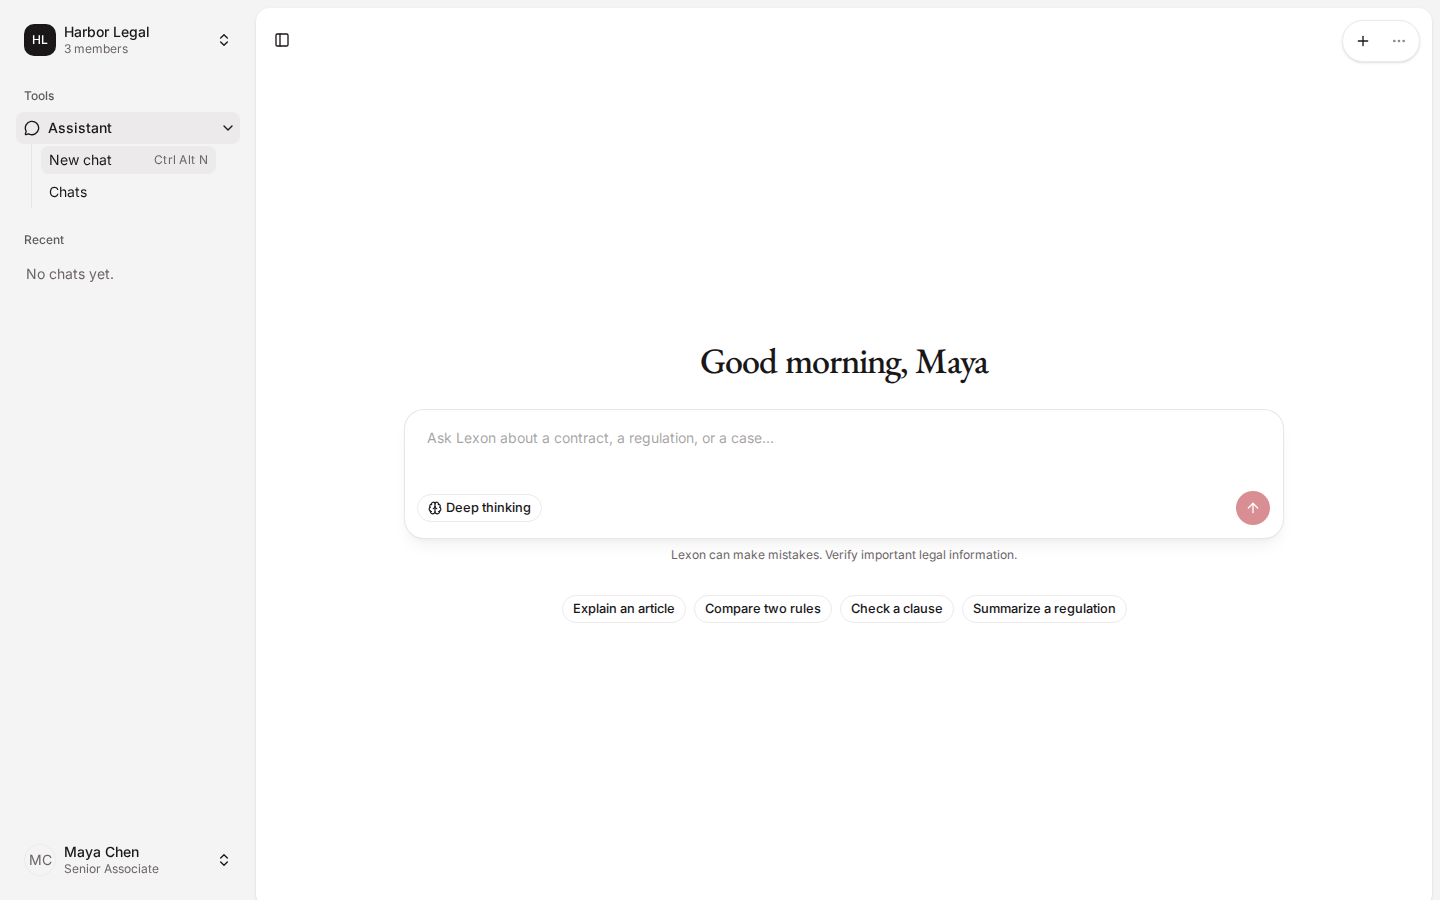 HL
Harbor Legal
3 members
Tools
Assistant
New chat Ctrl Alt N
Chats
Recent
No chats yet.
MC
Maya Chen
Senior Associate
Good morning, Maya
Ask Lexon about a contract, a regulation, or a case...
Deep thinking
Lexon can make mistakes. Verify important legal information.
Explain an article
Compare two rules
Check a clause
Summarize a regulation